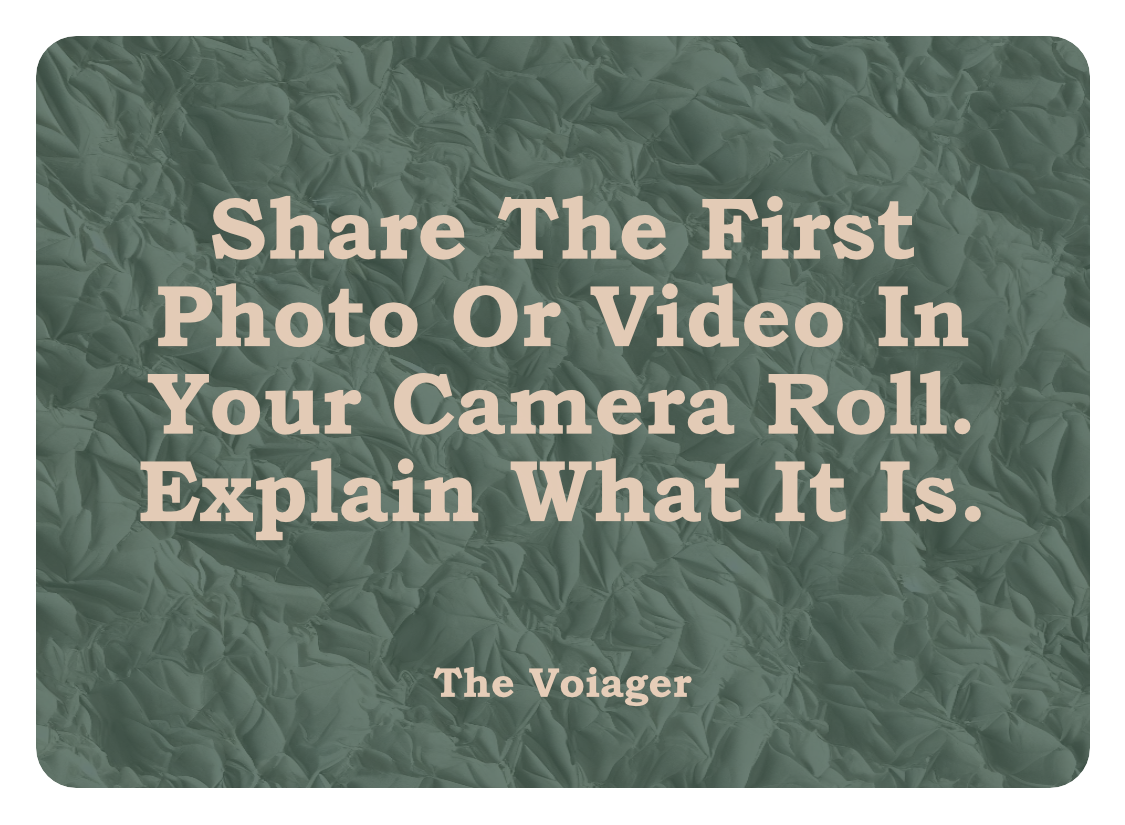 Share The First
Photo Or Video In
Your Camera Roll.
Explain What It Is.
The Voiager